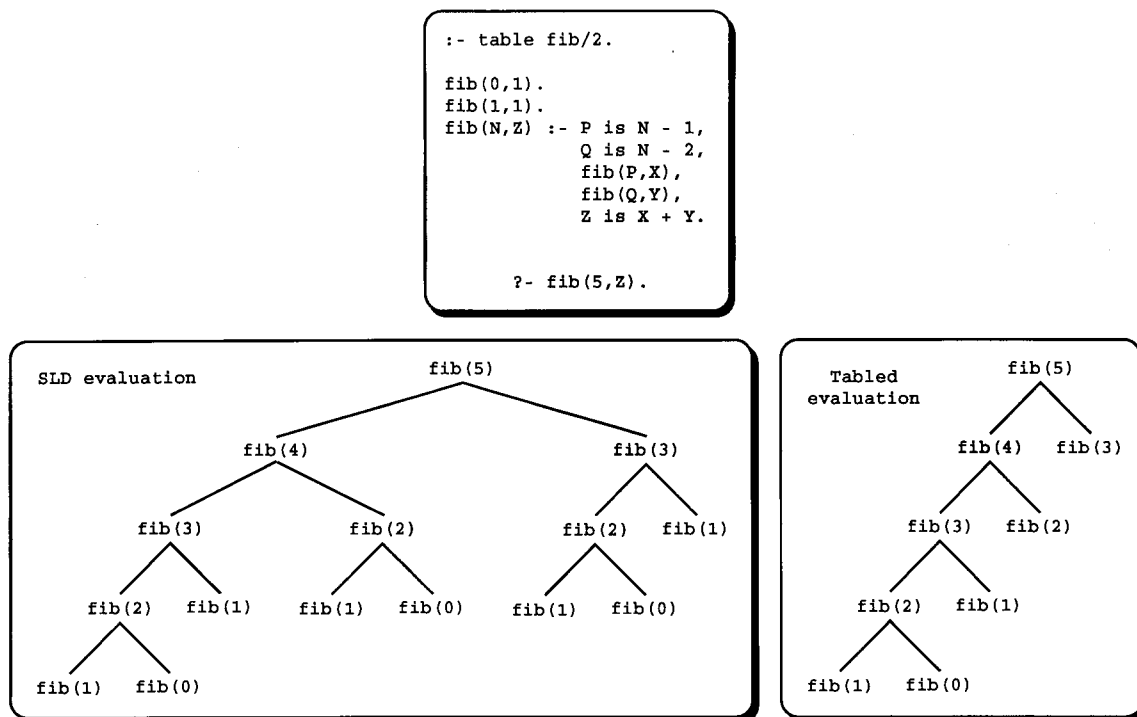 :- table fib/2.
fib(0,1).
fib(1,1).
fib(N,Z) :- P is N - 1,
Q is N - 2,
fib(P,X),
fib(Q,Y),
Z is X + Y.
?- fib(5,Z).
SLD evaluation
fib(5)
fib(4) fib(3)
fib(3) fib(2) fib(2) fib(1)
fib(2) fib(1) fib(1) fib(0) fib(1) fib(0)
fib(1) fib(0)
Tabled
evaluation
fib(5)
fib(4) fib(3)
fib(3) fib(2)
fib(2) fib(1)
fib(1) fib(0)